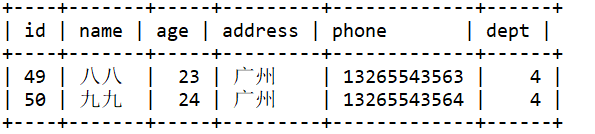 +----+------+-----+---------+-------------+------+
| id | name | age | address | phone       | dept |
+----+------+-----+---------+-------------+------+
| 49 | 八八 |  23 | 广州    | 13265543563 |    4 |
| 50 | 九九 |  24 | 广州    | 13265543564 |    4 |
+----+------+-----+---------+-------------+------+